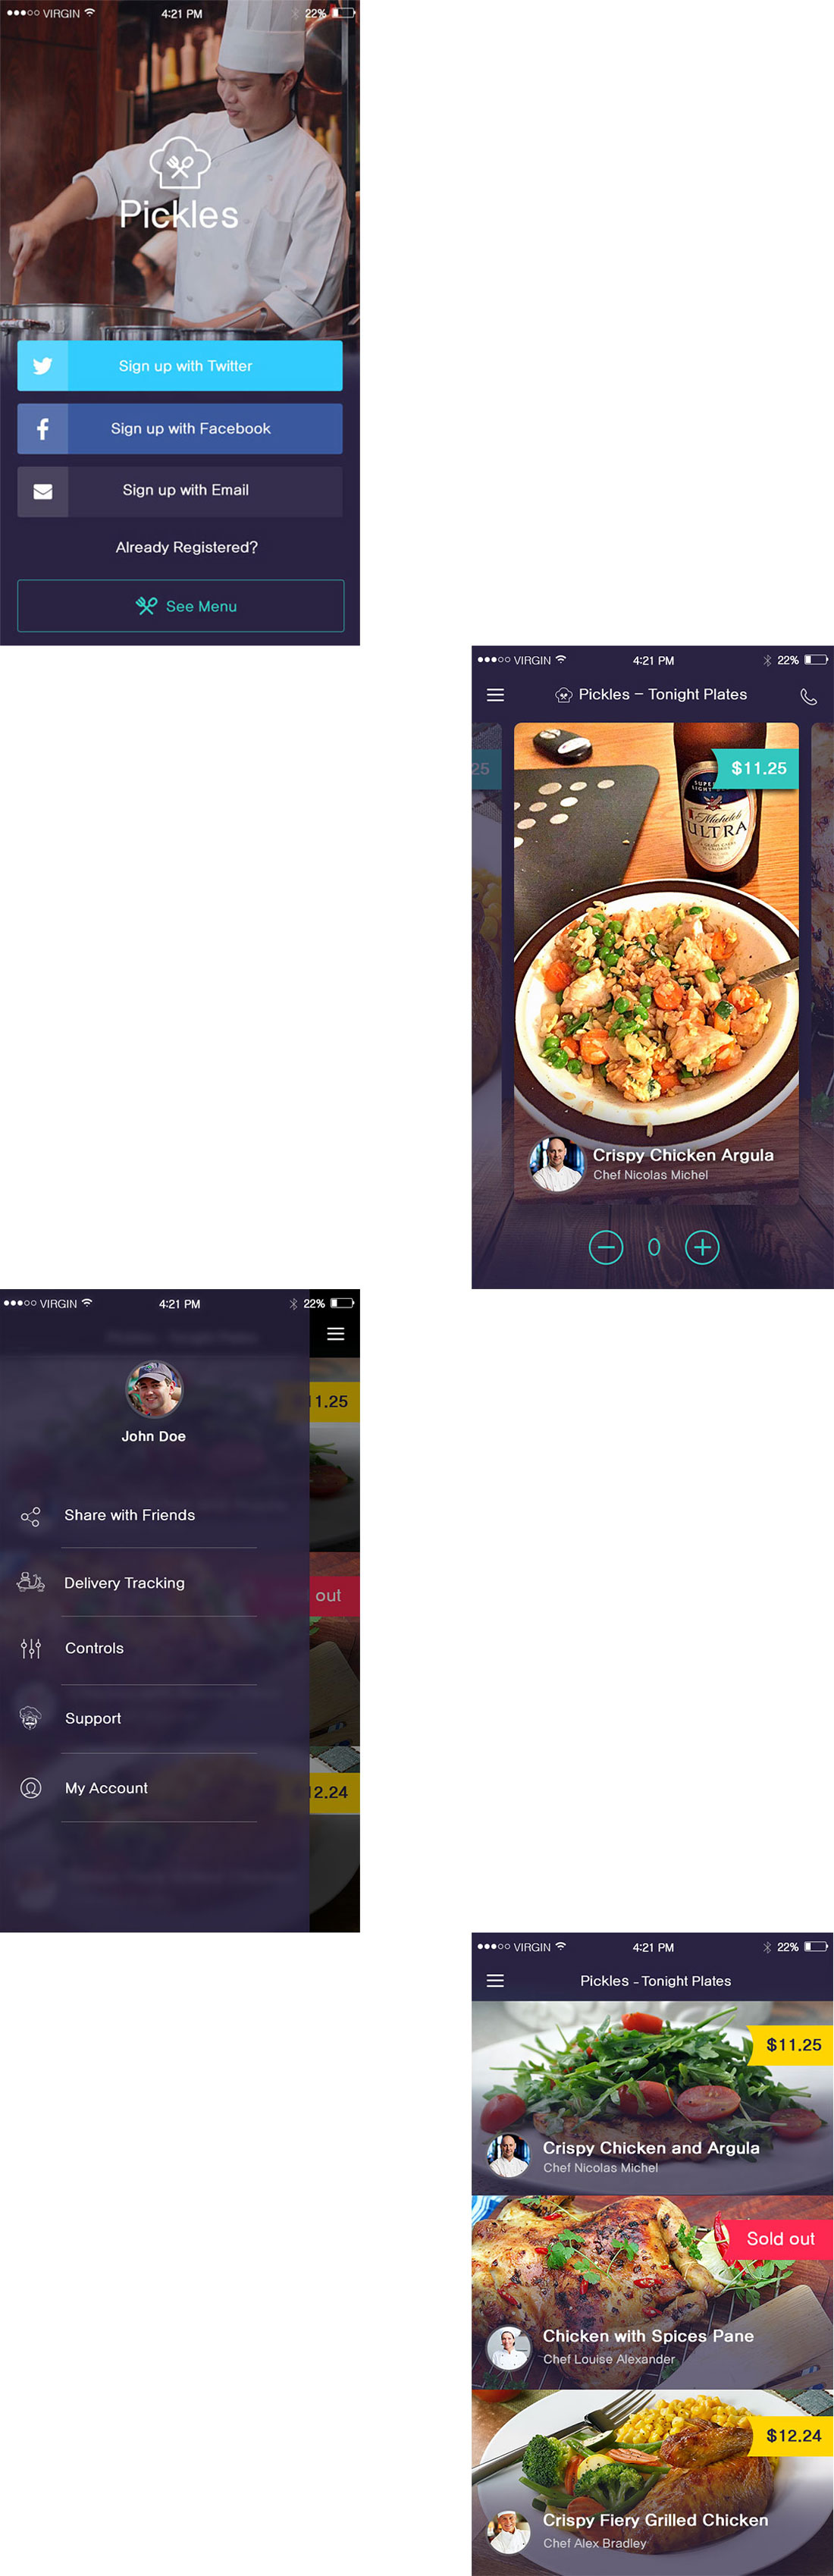 VIRGIN 4:21 PM 22%
Pickles
Sign up with Twitter
Sign up with Facebook
Sign up with Email
Already Registered?
See Menu
VIRGIN 4:21 PM 22%
Pickles – Tonight Plates
25
$11.25
SUPERIOR
LIGHT
Michelob
ULTRA
Crispy Chicken Argula
Chef Nicolas Michel
0
VIRGIN 4:21 PM 22%
11.25
John Doe
Share with Friends
Delivery Tracking
out
Controls
Support
12.24
My Account
VIRGIN 4:21 PM 22%
Pickles - Tonight Plates
$11.25
Crispy Chicken and Argula
Chef Nicolas Michel
Sold out
Chicken with Spices Pane
Chef Louise Alexander
$12.24
Crispy Fiery Grilled Chicken
Chef Alex Bradley